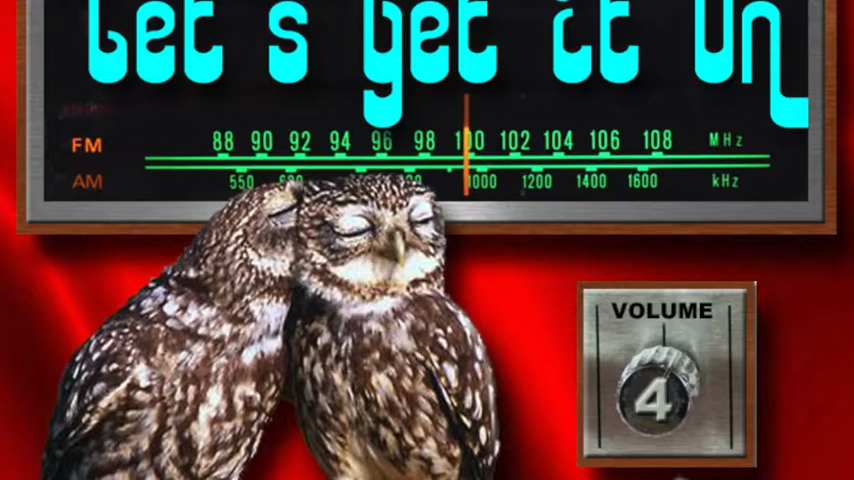 Let's get it on
FM 88 90 92 94 96 98 100 102 104 106 108 MHz
AM 550 1000 1200 1400 1600 kHz
VOLUME
4